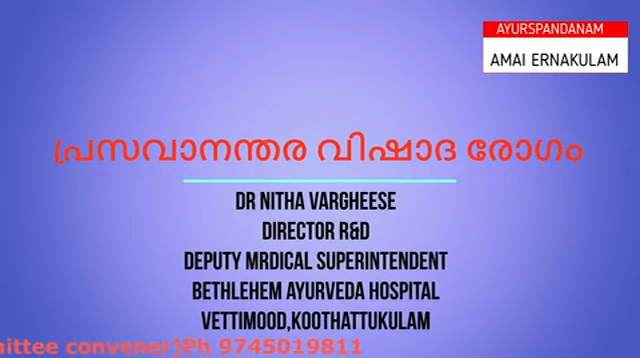 AYURSPANDANAM
AMAI ERNAKULAM
പ്രസവാനന്തര വിഷാദ രോഗം
DR NITHA VARGHEESE
DIRECTOR R&D
DEPUTY MRDICAL SUPERINTENDENT
BETHLEHEM AYURVEDA HOSPITAL
VETTIMOOD,KOOTHATTUKULAM
convener)Ph 9745019811